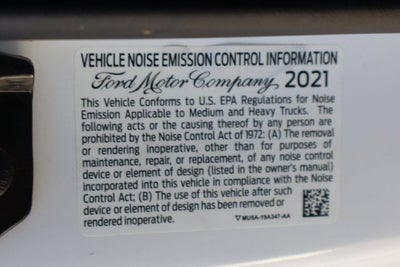 VEHICLE NOISE EMISSION CONTROL INFORMATION
Ford Motor Company 2021
This Vehicle Conforms to U.S. EPA Regulations for Noise
Emission Applicable to Medium and Heavy Trucks. The
following acts or the causing thereof by any person are
prohibited by the Noise Control Act of 1972: (A) The removal
or rendering inoperative, other than for purposes of
maintenance, repair, or replacement, of any noise control
device or element of design (listed in the owner's manual)
incorporated into this vehicle in compliance with the Noise
Control Act; (B) The use of this vehicle after such
device or element of design has been removed or
rendered inoperative.
MU5A-19A347-AA